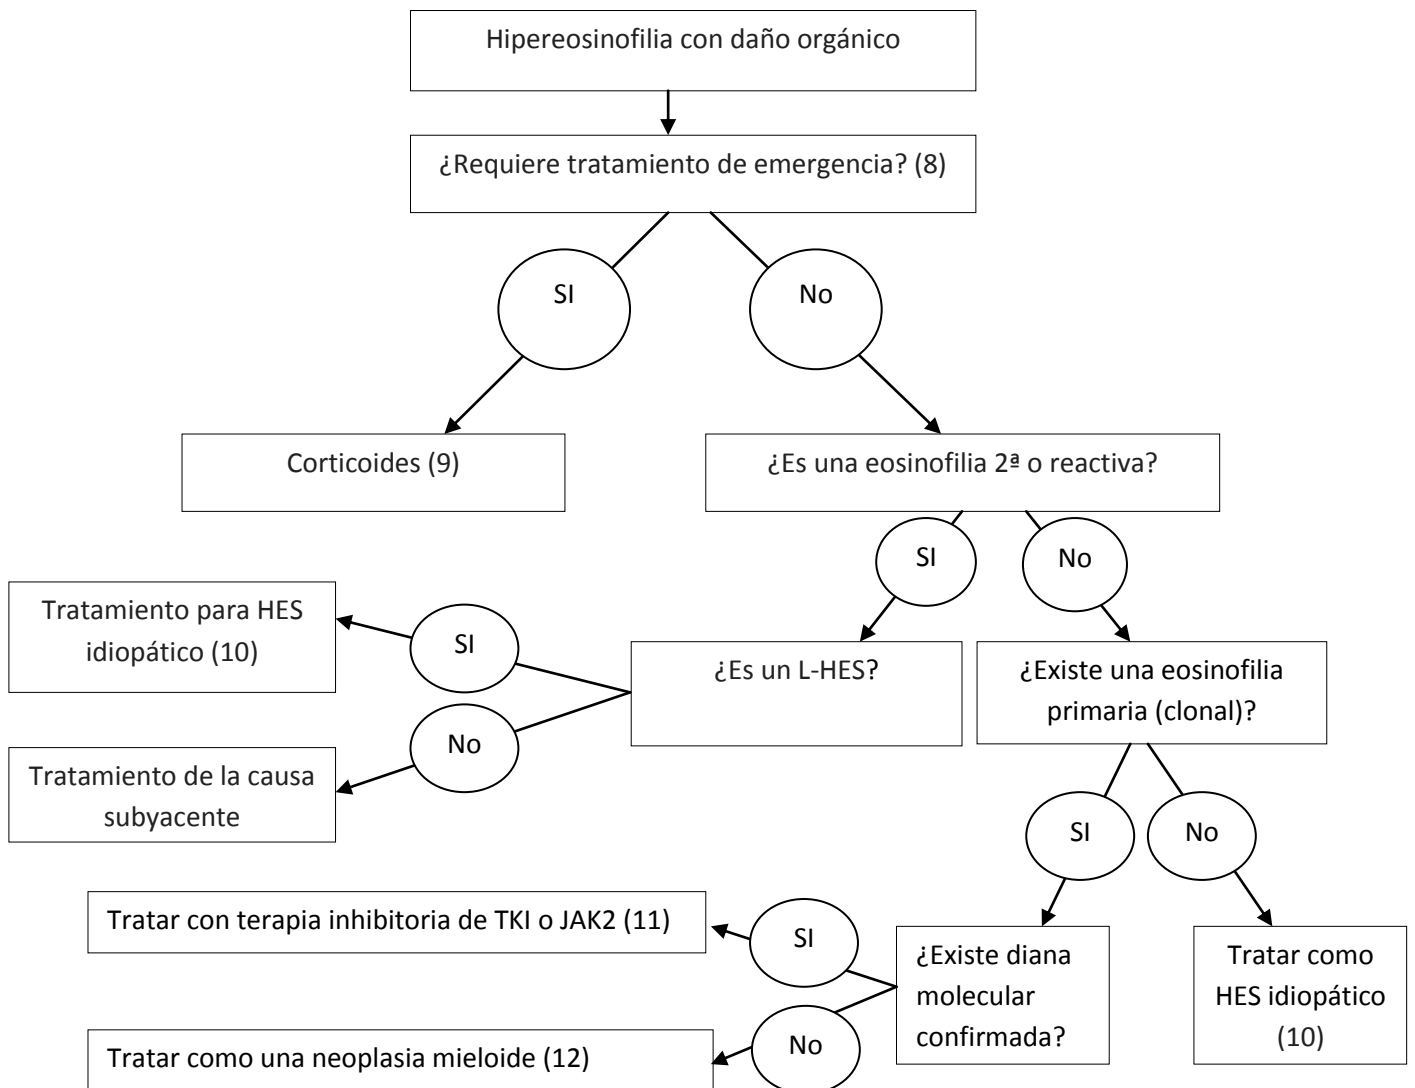 Hipereosinofilia con daño orgánico
¿Requiere tratamiento de emergencia? (8)
SI
No
Corticoides (9)
¿Es una eosinofilia 2ª o reactiva?
SI
No
Tratamiento para HES
idiopático (10)
SI
¿Es un L-HES?
¿Existe una eosinofilia
primaria (clonal)?
No
Tratamiento de la causa
subyacente
SI
No
Tratar con terapia inhibitoria de TKI o JAK2 (11)
SI
¿Existe diana
molecular
confirmada?
Tratar como
HES idiopático
(10)
No
Tratar como una neoplasia mieloide (12)